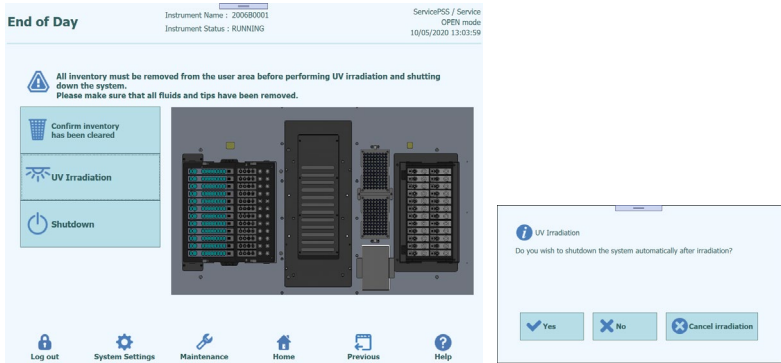 End of Day
Instrument Name : 2006B0001
Instrument Status : RUNNING
ServicePSS / Service
OPEN mode
10/05/2020 13:03:59
All inventory must be removed from the user area before performing UV irradiation and shutting
down the system.
Please make sure that all fluids and tips have been removed.
Confirm inventory
has been cleared
UV Irradiation
Shutdown
Log out
System Settings
Maintenance
Home
Previous
Help
UV Irradiation
Do you wish to shutdown the system automatically after irradiation?
Yes
No
Cancel irradiation